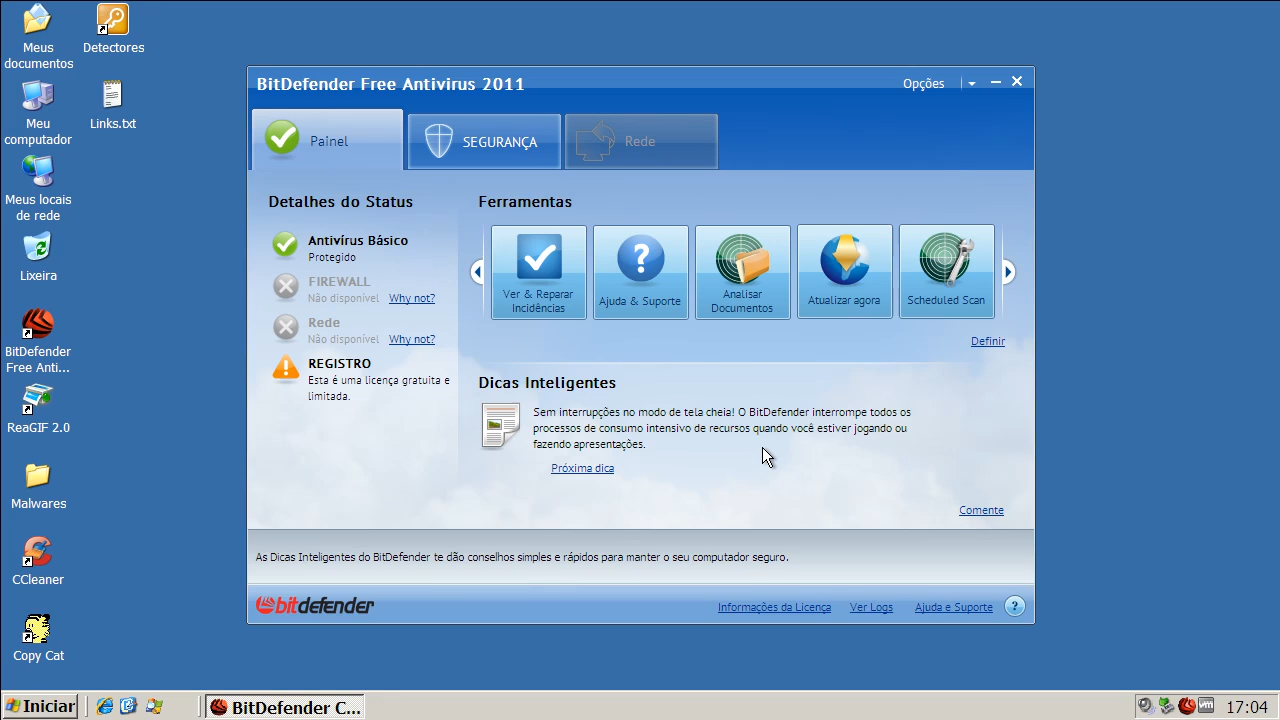 Meus
documentos
Detectores
Meu
computador
Links.txt
Meus locais
de rede
Lixeira
BitDefender
Free Anti...
ReaGIF 2.0
Malwares
CCleaner
Copy Cat
BitDefender Free Antivirus 2011
Opções
Painel
SEGURANÇA
Rede
Detalhes do Status
Antivírus Básico
Protegido
FIREWALL
Não disponível Why not?
Rede
Não disponível Why not?
REGISTRO
Esta é uma licença gratuita e
limitada.
Ferramentas
Ver & Reparar
Incidências
Ajuda & Suporte
Analisar
Documentos
Atualizar agora
Scheduled Scan
Definir
Dicas Inteligentes
Sem interrupções no modo de tela cheia! O BitDefender interrompe todos os
processos de consumo intensivo de recursos quando você estiver jogando ou
fazendo apresentações.
Próxima dica
Comente
As Dicas Inteligentes do BitDefender te dão conselhos simples e rápidos para manter o seu computador seguro.
bitdefender
Informações da Licença
Ver Logs
Ajuda e Suporte
Iniciar
BitDefender C...
17:04